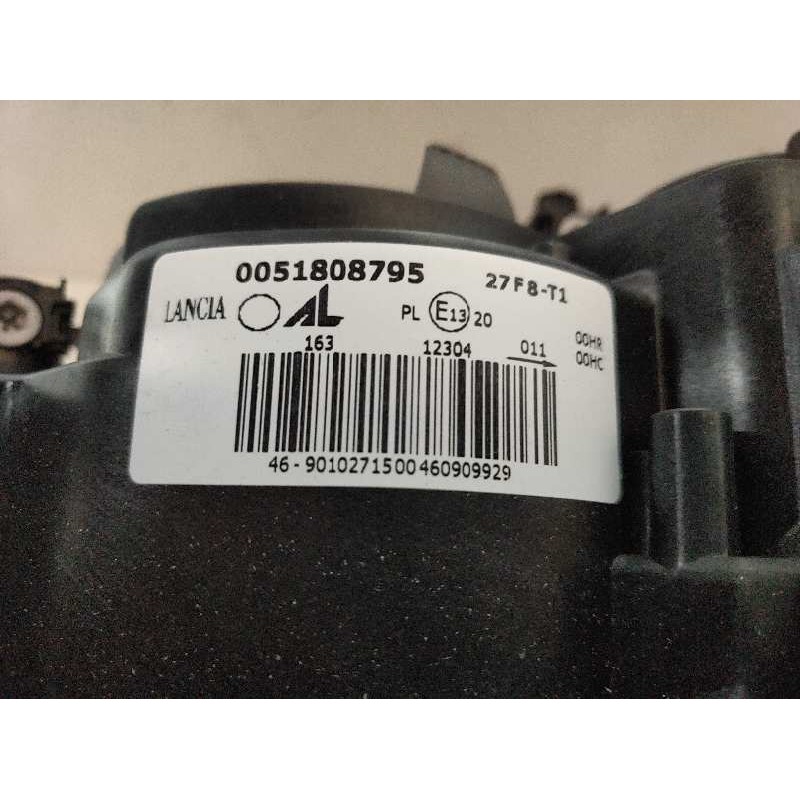 0051808795 27F8-T1
LANCIA AL PL E13 20
163 12304 011 00HR
00HC
46-9010271500460909929